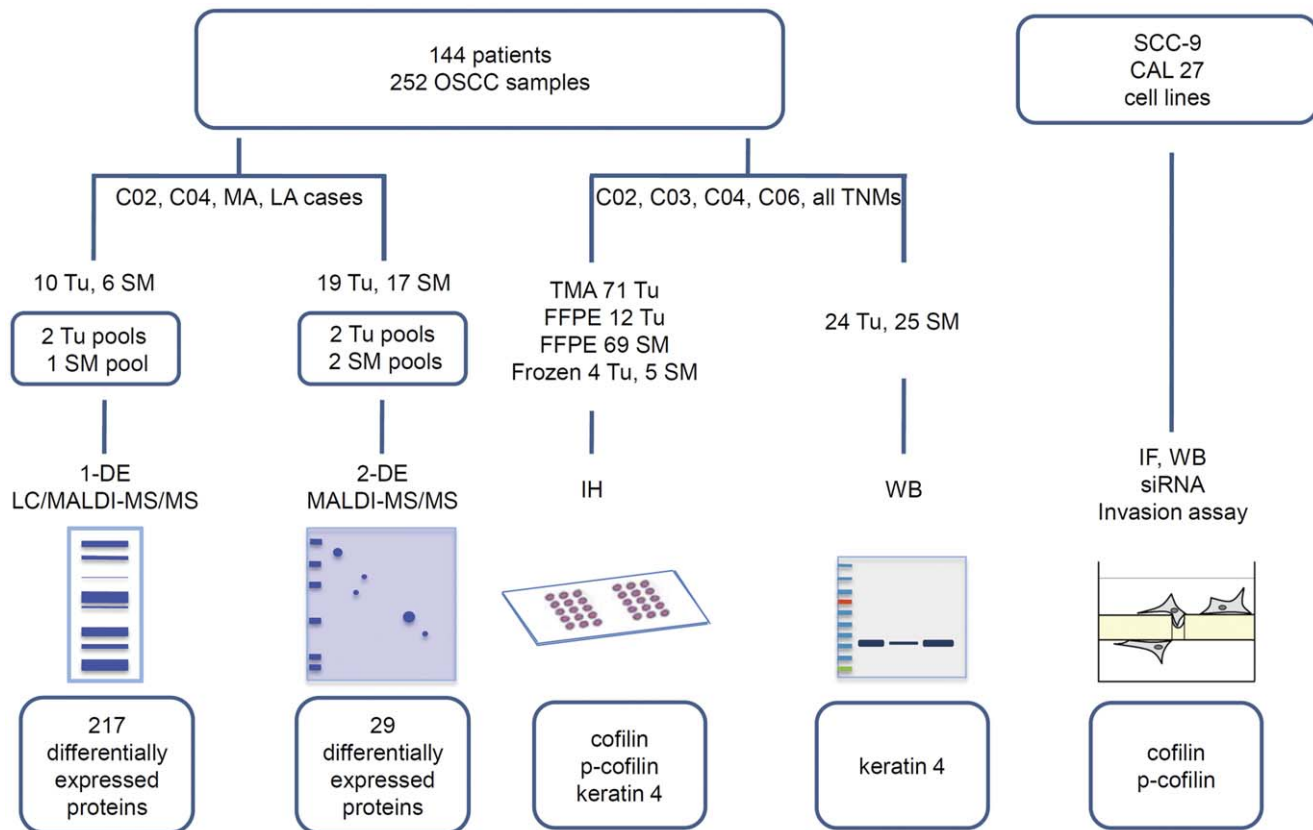 144 patients
252 OSCC samples
SCC-9
CAL 27
cell lines
C02, C04, MA, LA cases
C02, C03, C04, C06, all TNMs
10 Tu, 6 SM
2 Tu pools
1 SM pool
19 Tu, 17 SM
2 Tu pools
2 SM pools
TMA 71 Tu
FFPE 12 Tu
FFPE 69 SM
Frozen 4 Tu, 5 SM
24 Tu, 25 SM
1-DE
LC/MALDI-MS/MS
2-DE
MALDI-MS/MS
IH
WB
IF, WB
siRNA
Invasion assay
217
differentially
expressed
proteins
29
differentially
expressed
proteins
cofilin
p-cofilin
keratin 4
keratin 4
cofilin
p-cofilin